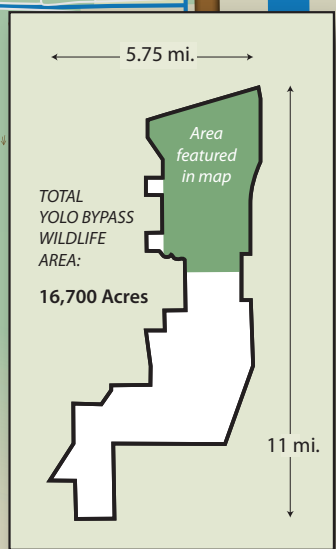 5.75 mi.
Area
featured
in map
TOTAL
YOLO BYPASS
WILDLIFE
AREA:
16,700 Acres
11 mi.